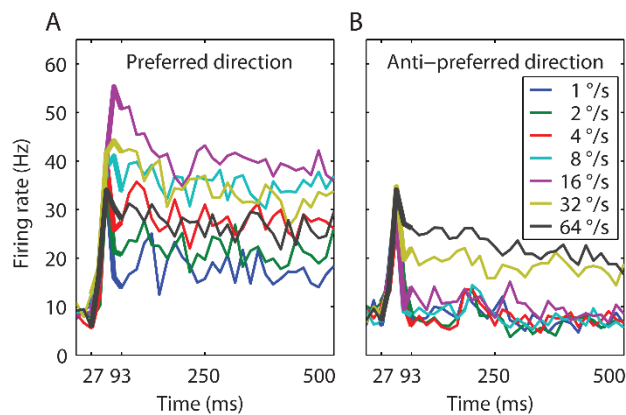 A
B
Preferred direction
Anti−preferred direction
Firing rate (Hz)
60
50
40
30
20
10
0
1 °/s
2 °/s
4 °/s
8 °/s
16 °/s
32 °/s
64 °/s
27 93 250 500
27 93 250 500
Time (ms)
Time (ms)